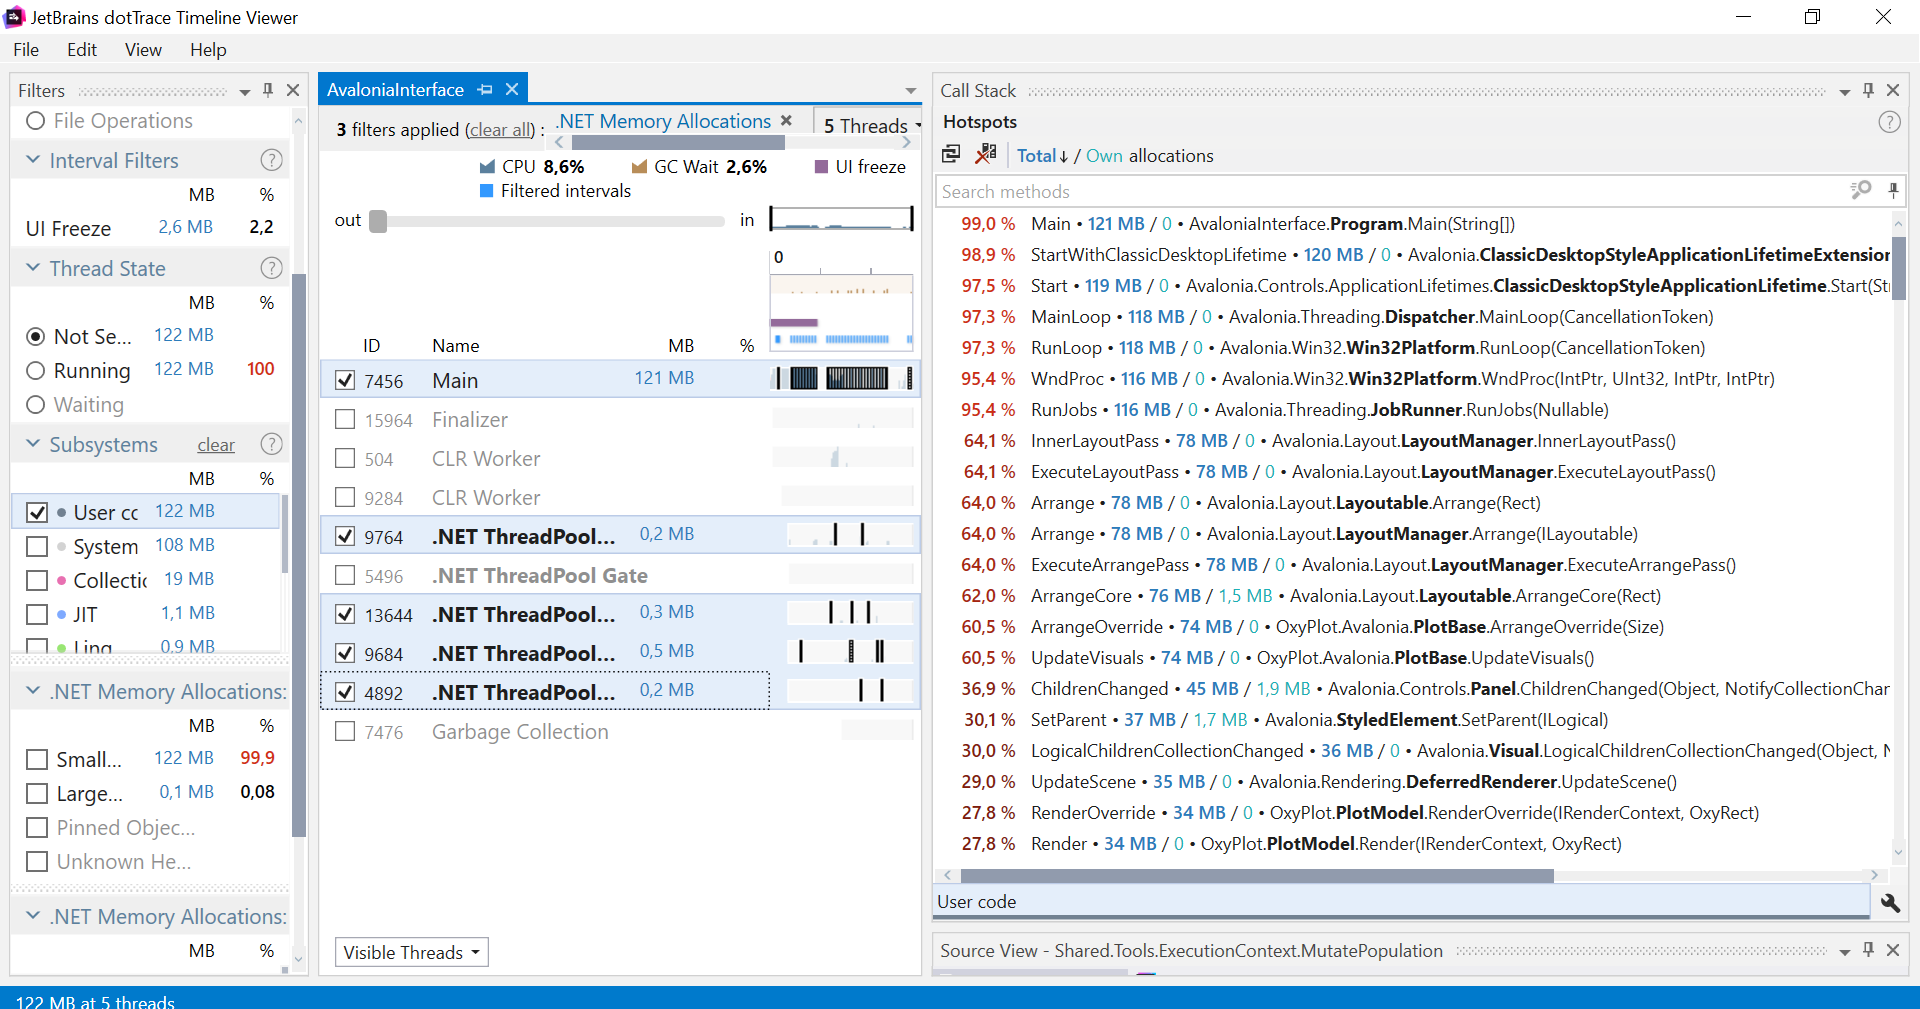 JetBrains dotTrace Timeline Viewer
File Edit View Help
Filters
File Operations
Interval Filters ?
MB %
UI Freeze 2,6 MB 2,2
Thread State ?
MB %
Not Se... 122 MB
Running 122 MB 100
Waiting
Subsystems clear ?
MB %
User cc 122 MB
System 108 MB
Collectic 19 MB
JIT 1,1 MB
Linq 0,9 MB
.NET Memory Allocations:
MB %
Small... 122 MB 99,9
Large... 0,1 MB 0,08
Pinned Objec...
Unknown He...
.NET Memory Allocations:
MB %
AvaloniaInterface
3 filters applied (clear all) : .NET Memory Allocations × 5 Threads
CPU 8,6% GC Wait 2,6% UI freeze
Filtered intervals
out in
0
ID Name MB %
7456 Main 121 MB
15964 Finalizer
504 CLR Worker
9284 CLR Worker
9764 .NET ThreadPool... 0,2 MB
5496 .NET ThreadPool Gate
13644 .NET ThreadPool... 0,3 MB
9684 .NET ThreadPool... 0,5 MB
4892 .NET ThreadPool... 0,2 MB
7476 Garbage Collection
Visible Threads
Call Stack
Hotspots ?
Total↓ / Own allocations
Search methods
99,0 % Main • 121 MB / 0 • AvaloniaInterface.Program.Main(String[])
98,9 % StartWithClassicDesktopLifetime • 120 MB / 0 • Avalonia.ClassicDesktopStyleApplicationLifetimeExtension
97,5 % Start • 119 MB / 0 • Avalonia.Controls.ApplicationLifetimes.ClassicDesktopStyleApplicationLifetime.Start(St
97,3 % MainLoop • 118 MB / 0 • Avalonia.Threading.Dispatcher.MainLoop(CancellationToken)
97,3 % RunLoop • 118 MB / 0 • Avalonia.Win32.Win32Platform.RunLoop(CancellationToken)
95,4 % WndProc • 116 MB / 0 • Avalonia.Win32.Win32Platform.WndProc(IntPtr, UInt32, IntPtr, IntPtr)
95,4 % RunJobs • 116 MB / 0 • Avalonia.Threading.JobRunner.RunJobs(Nullable)
64,1 % InnerLayoutPass • 78 MB / 0 • Avalonia.Layout.LayoutManager.InnerLayoutPass()
64,1 % ExecuteLayoutPass • 78 MB / 0 • Avalonia.Layout.LayoutManager.ExecuteLayoutPass()
64,0 % Arrange • 78 MB / 0 • Avalonia.Layout.Layoutable.Arrange(Rect)
64,0 % Arrange • 78 MB / 0 • Avalonia.Layout.LayoutManager.Arrange(ILayoutable)
64,0 % ExecuteArrangePass • 78 MB / 0 • Avalonia.Layout.LayoutManager.ExecuteArrangePass()
62,0 % ArrangeCore • 76 MB / 1,5 MB • Avalonia.Layout.Layoutable.ArrangeCore(Rect)
60,5 % ArrangeOverride • 74 MB / 0 • OxyPlot.Avalonia.PlotBase.ArrangeOverride(Size)
60,5 % UpdateVisuals • 74 MB / 0 • OxyPlot.Avalonia.PlotBase.UpdateVisuals()
36,9 % ChildrenChanged • 45 MB / 1,9 MB • Avalonia.Controls.Panel.ChildrenChanged(Object, NotifyCollectionChar
30,1 % SetParent • 37 MB / 1,7 MB • Avalonia.StyledElement.SetParent(ILogical)
30,0 % LogicalChildrenCollectionChanged • 36 MB / 0 • Avalonia.Visual.LogicalChildrenCollectionChanged(Object, N
29,0 % UpdateScene • 35 MB / 0 • Avalonia.Rendering.DeferredRenderer.UpdateScene()
27,8 % RenderOverride • 34 MB / 0 • OxyPlot.PlotModel.RenderOverride(IRenderContext, OxyRect)
27,8 % Render • 34 MB / 0 • OxyPlot.PlotModel.Render(IRenderContext, OxyRect)
User code
Source View - Shared.Tools.ExecutionContext.MutatePopulation
122 MB at 5 threads